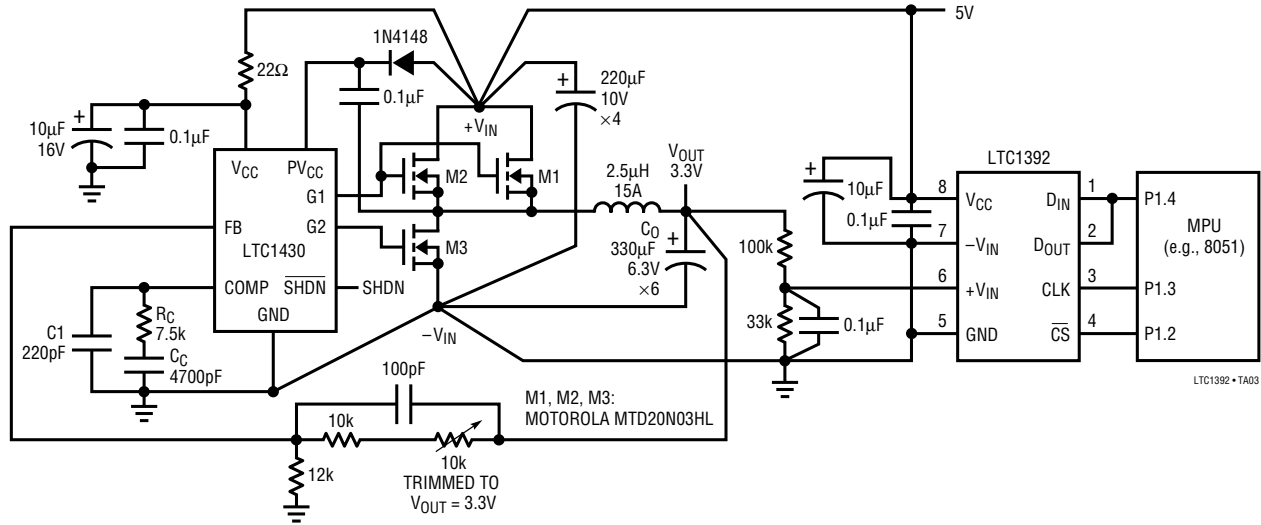 5V
1N4148
22Ω
0.1µF
+
220µF
10V
×4
+VIN
+
10µF
16V
0.1µF
VCC
PVCC
G1
G2
FB
LTC1430
COMP
SHDN
GND
SHDN
M2
M1
M3
2.5µH
15A
VOUT
3.3V
CO
330µF
6.3V
×6
+
–VIN
C1
220pF
RC
7.5k
CC
4700pF
100k
33k
0.1µF
+
10µF
0.1µF
LTC1392
8
7
6
5
VCC
–VIN
+VIN
GND
DIN
DOUT
CLK
CS
1
2
3
4
P1.4
MPU
(e.g., 8051)
P1.3
P1.2
LTC1392 • TA03
100pF
M1, M2, M3:
MOTOROLA MTD20N03HL
10k
12k
10k
TRIMMED TO
VOUT = 3.3V